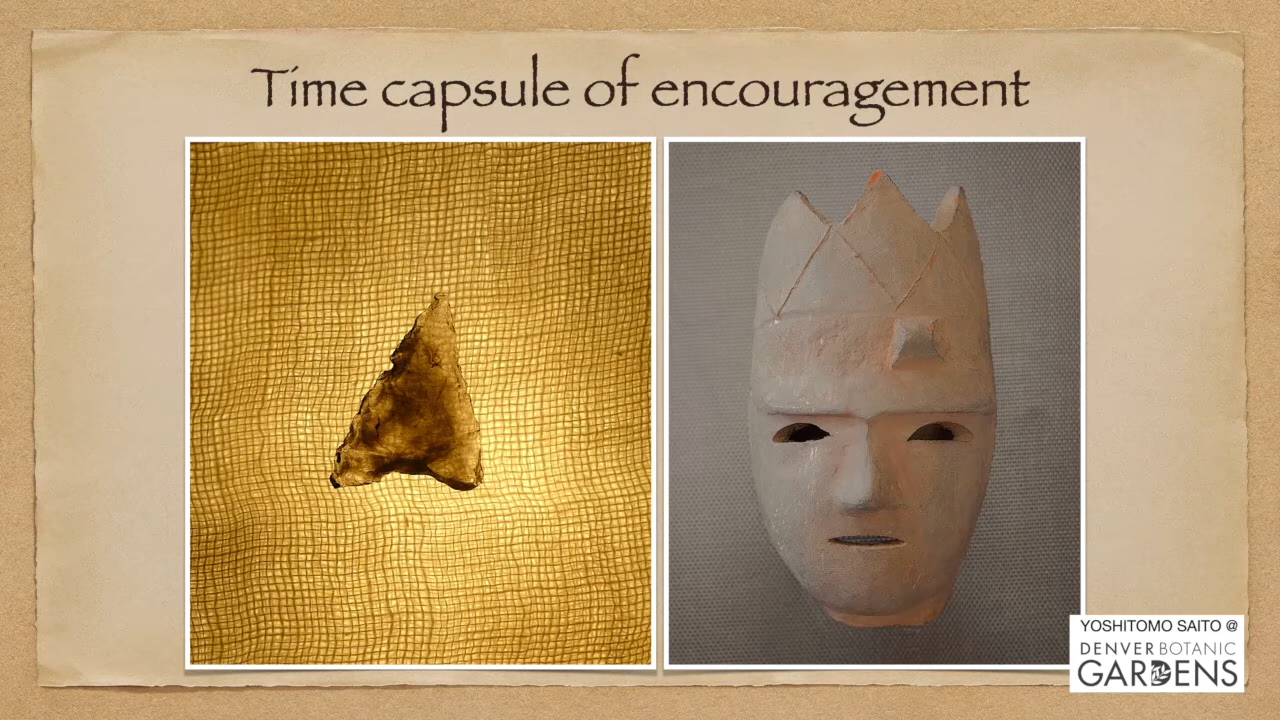 Time capsule of encouragement
YOSHITOMO SAITO @
DENVER BOTANIC
GARDENS